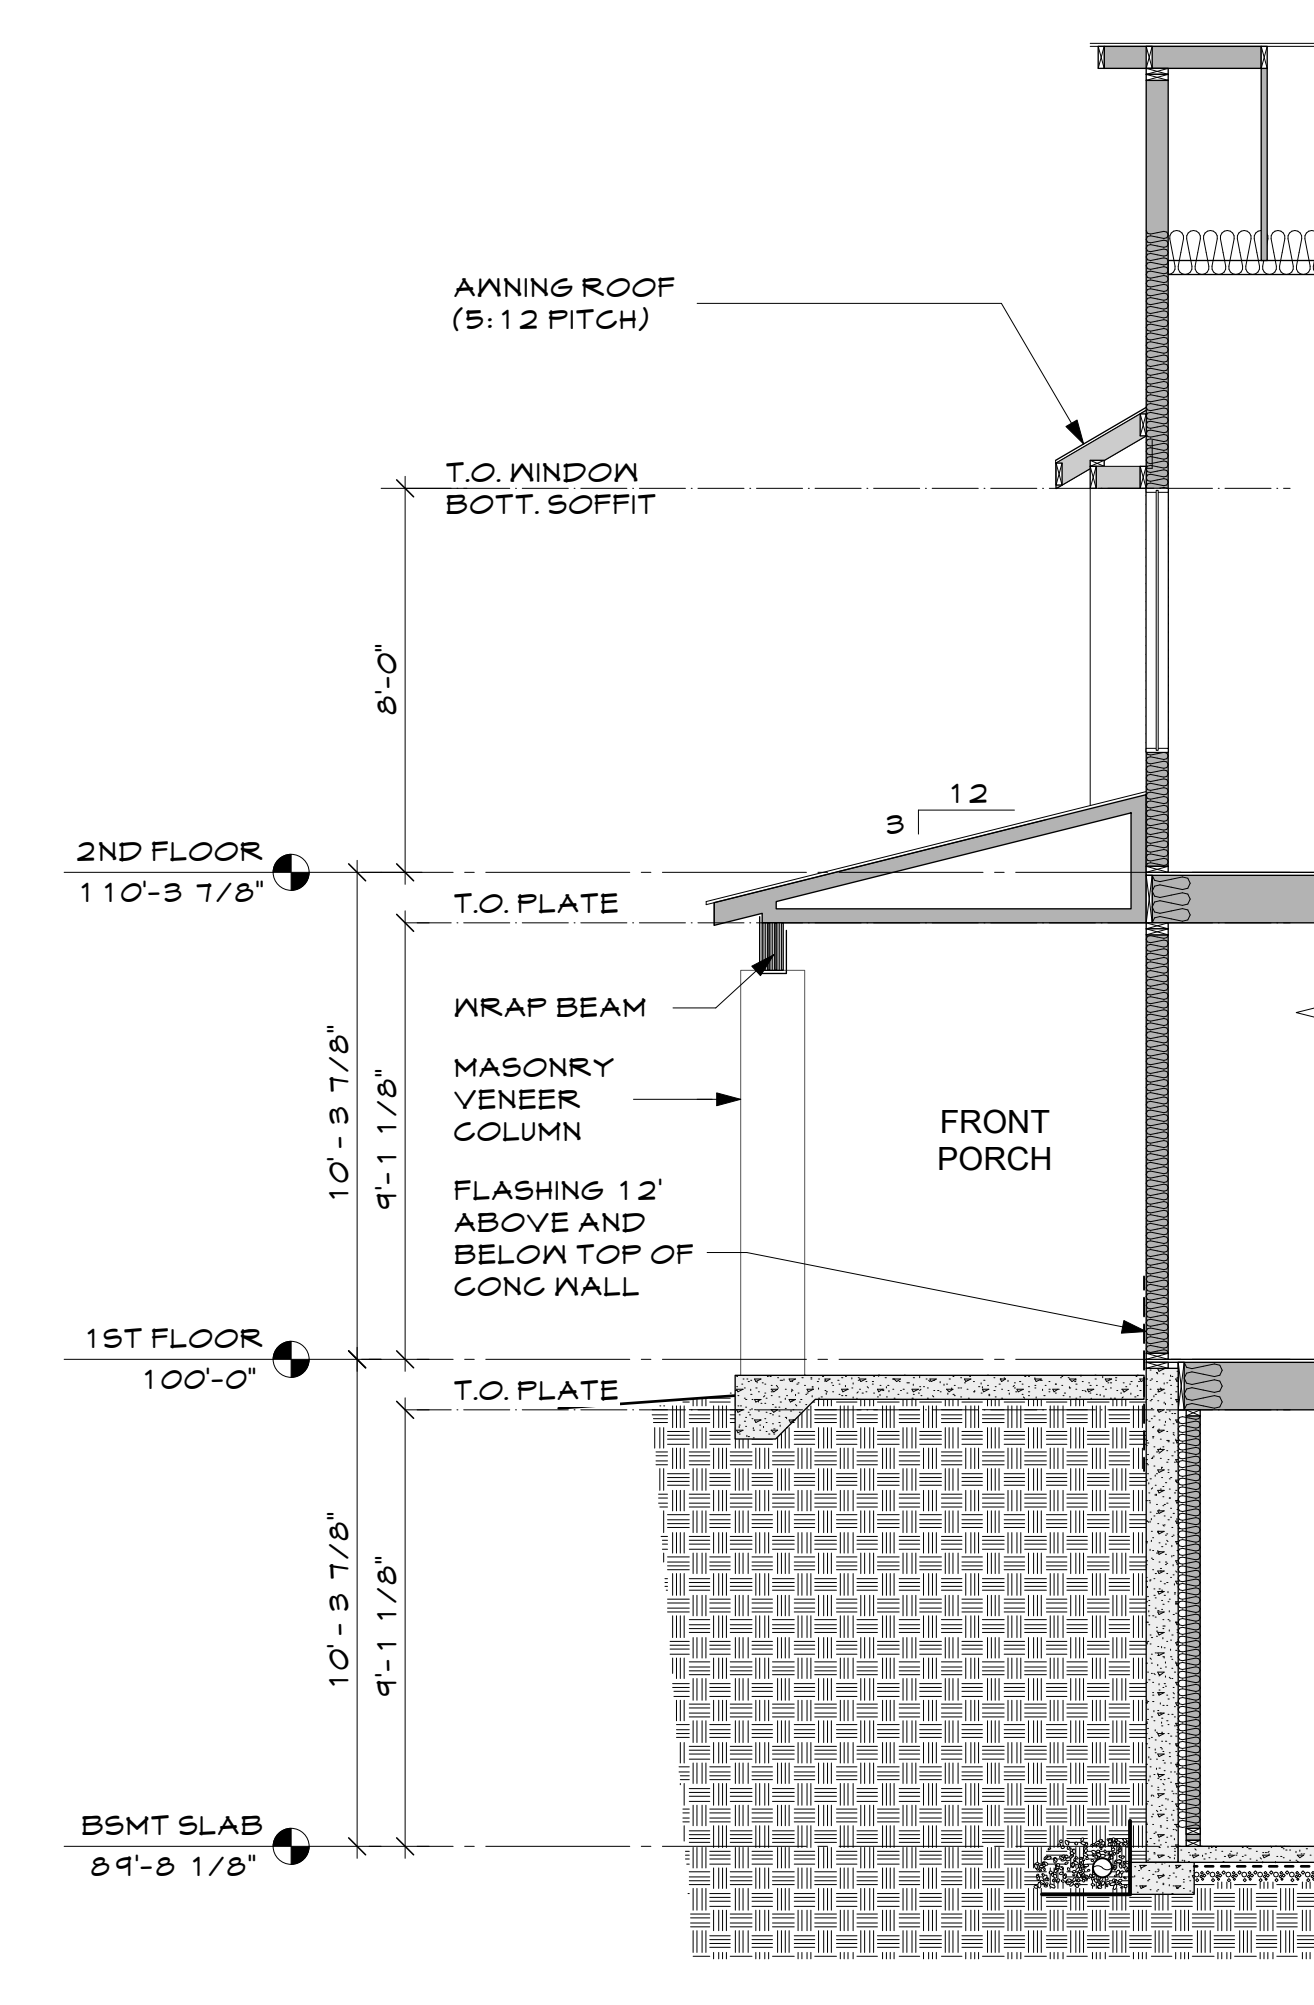 AWNING ROOF
(5:12 PITCH)
T.O. WINDOW
BOTT. SOFFIT
8'-0"
12
3
2ND FLOOR
110'-3 7/8"
T.O. PLATE
WRAP BEAM
MASONRY
VENEER
COLUMN
10'-3 7/8"
9'-1 1/8"
FRONT
PORCH
FLASHING 12'
ABOVE AND
BELOW TOP OF
CONC WALL
1ST FLOOR
100'-0"
T.O. PLATE
10'-3 7/8"
9'-1 1/8"
BSMT SLAB
89'-8 1/8"